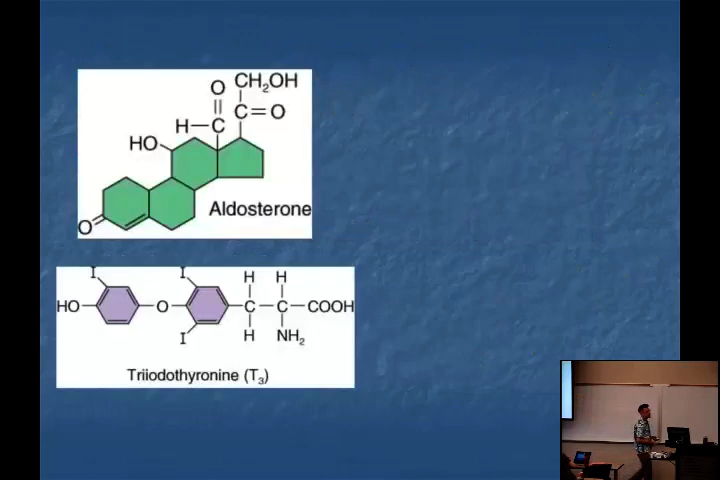 CH₂OH
O
H—C
C=O
HO
O
Aldosterone
I
I
H
H
HO
O
C
C
COOH
I
H
NH₂
Triiodothyronine (T₃)